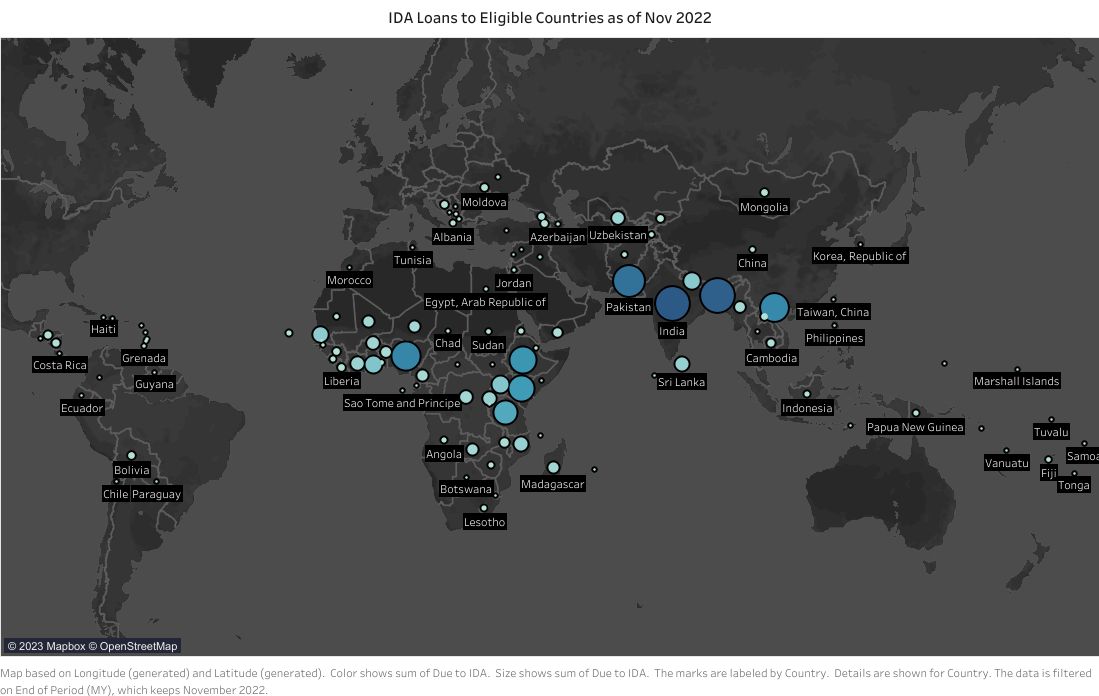 IDA Loans to Eligible Countries as of Nov 2022
Moldova
Mongolia
Albania
Azerbaijan
Uzbekistan
Tunisia
China
Korea, Republic of
Morocco
Jordan
Egypt, Arab Republic of
Pakistan
Taiwan, China
Haiti
India
Philippines
Chad
Sudan
Costa Rica
Grenada
Cambodia
Guyana
Liberia
Sri Lanka
Marshall Islands
Ecuador
Sao Tome and Principe
Indonesia
Papua New Guinea
Tuvalu
Angola
Samoa
Vanuatu
Bolivia
Fiji
Madagascar
Tonga
Botswana
Chile
Paraguay
Lesotho
© 2023 Mapbox © OpenStreetMap
Map based on Longitude (generated) and Latitude (generated). Color shows sum of Due to IDA. Size shows sum of Due to IDA. The marks are labeled by Country. Details are shown for Country. The data is filtered
on End of Period (MY), which keeps November 2022.